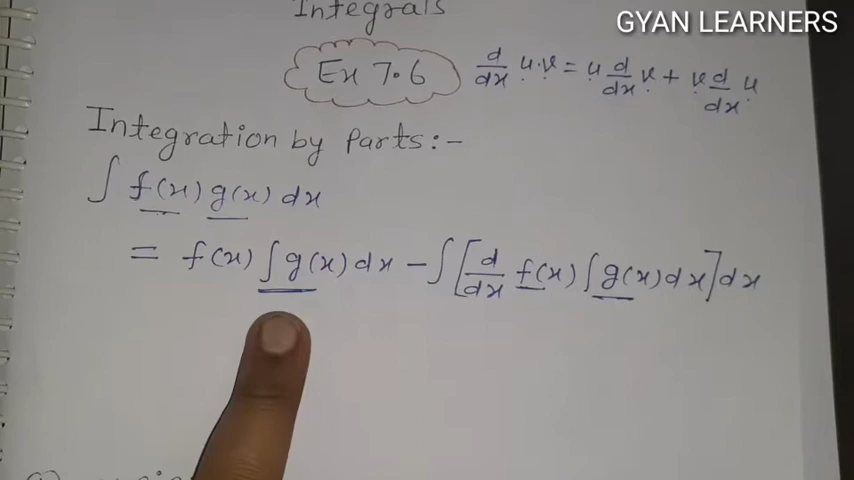 Integrals
GYAN LEARNERS
Ex 7.6
d/dx u.v = u d/dx v + v d/dx u
Integration by Parts:-
∫ f(x) g(x) dx
= f(x) ∫ g(x) dx - ∫ [d/dx f(x) ∫ g(x) dx] dx